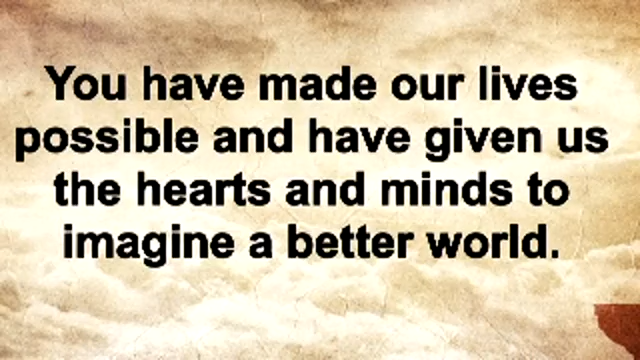 You have made our lives
possible and have given us
the hearts and minds to
imagine a better world.